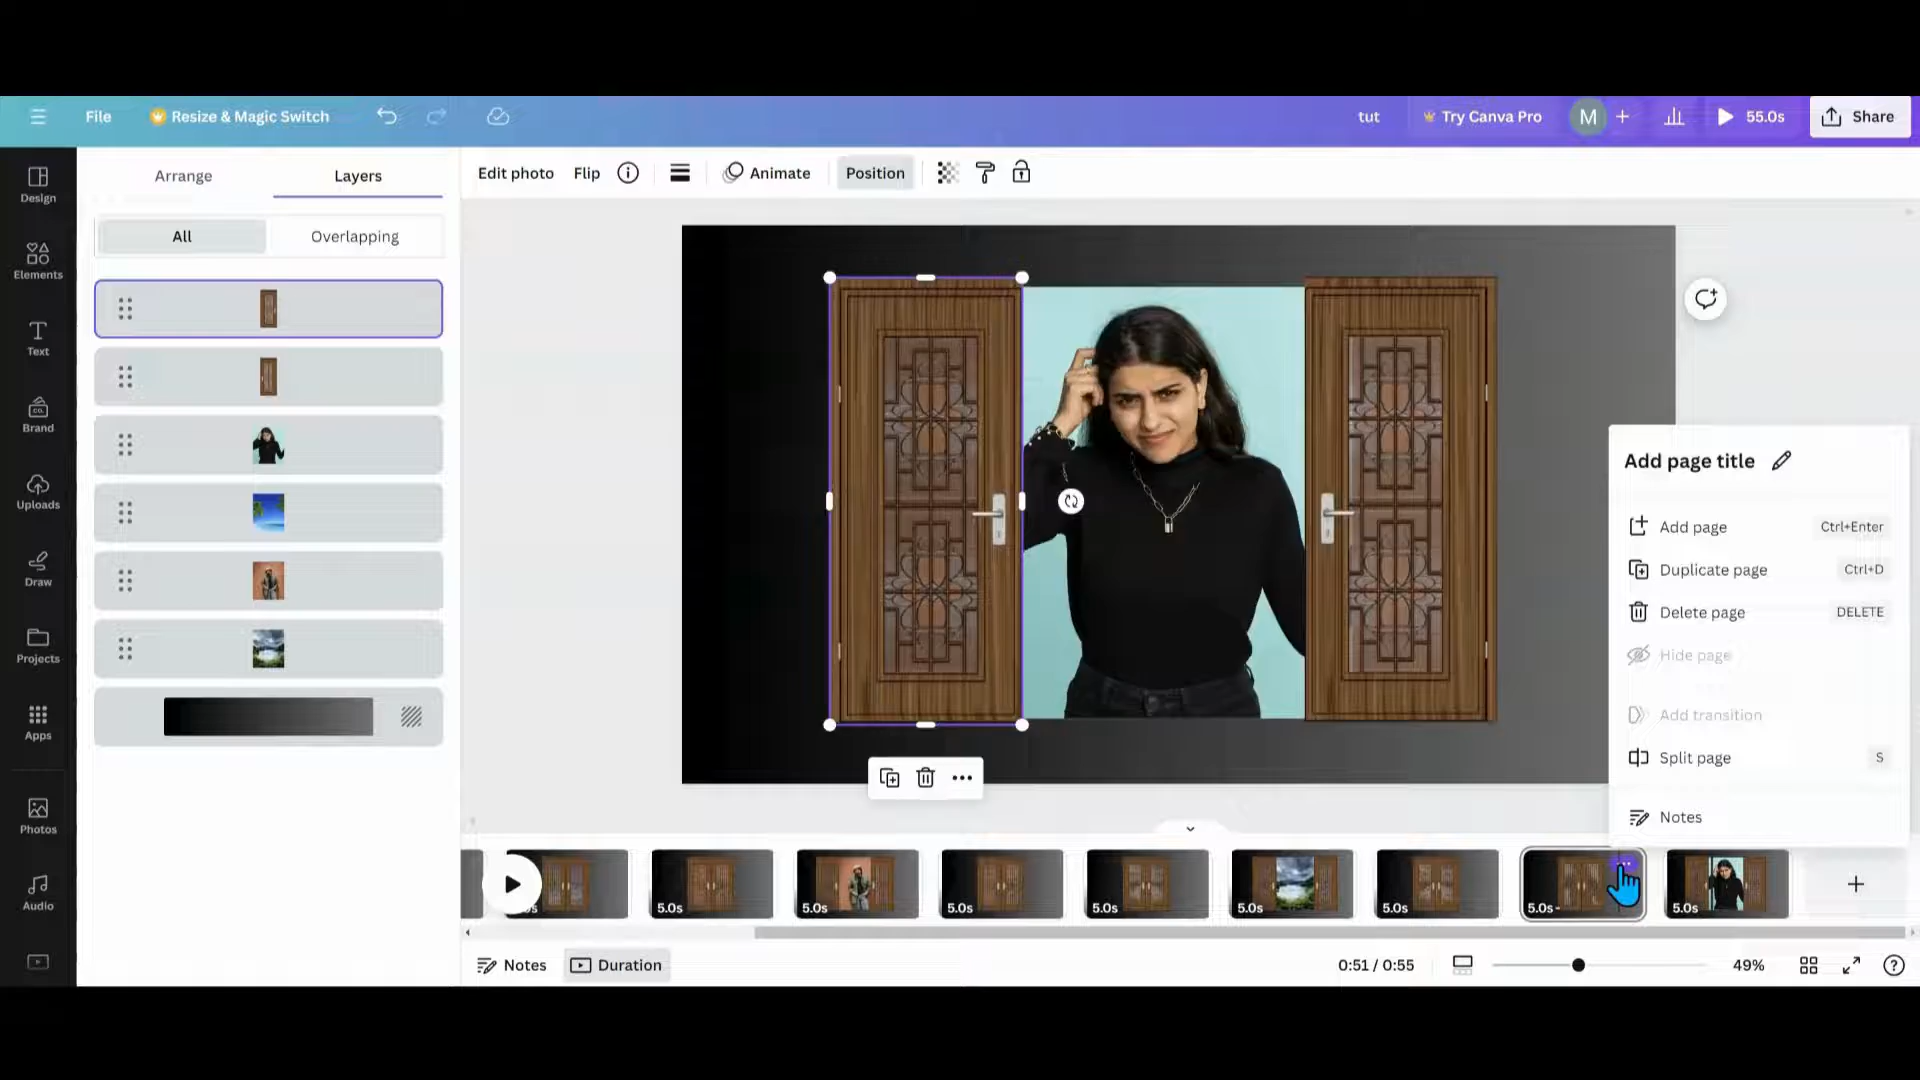 File
Resize & Magic Switch
tut
Try Canva Pro
M
55.0s
Share
Design
Elements
Text
Brand
Uploads
Draw
Projects
Apps
Photos
Audio
Arrange
Layers
All
Overlapping
Edit photo
Flip
Animate
Position
Add page title
Add page Ctrl+Enter
Duplicate page Ctrl+D
Delete page DELETE
Hide page
Add transition
Split page S
Notes
5.0s
5.0s
5.0s
5.0s
5.0s
5.0s
5.0s
5.0s
Notes
Duration
0:51 / 0:55
49%